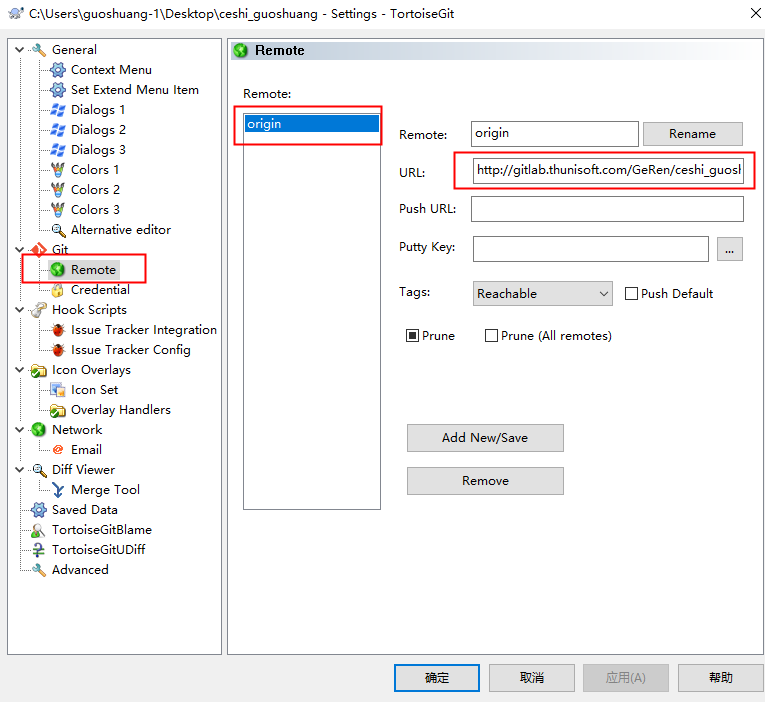 C:\Users\guoshuang-1\Desktop\ceshi_guoshuang - Settings - TortoiseGit
General
Context Menu
Set Extend Menu Item
Dialogs 1
Dialogs 2
Dialogs 3
Colors 1
Colors 2
Colors 3
Alternative editor
Git
Remote
Credential
Hook Scripts
Issue Tracker Integration
Issue Tracker Config
Icon Overlays
Icon Set
Overlay Handlers
Network
Email
Diff Viewer
Merge Tool
Saved Data
TortoiseGitBlame
TortoiseGitUDiff
Advanced
Remote
Remote:
origin
Remote: origin Rename
URL: http://gitlab.thunisoft.com/GeRen/ceshi_guosh
Push URL:
Putty Key: ...
Tags: Reachable Push Default
Prune Prune (All remotes)
Add New/Save
Remove
确定 取消 应用(A) 帮助